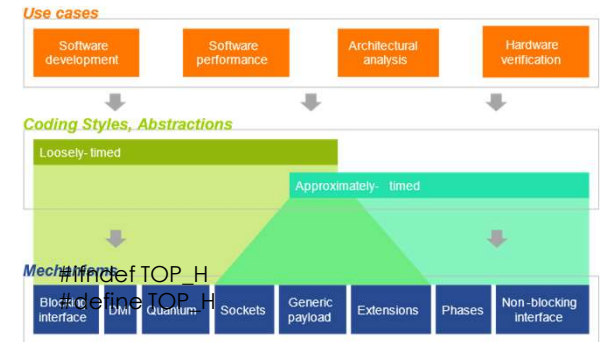 Use cases
Software development
Software performance
Architectural analysis
Hardware verification
Coding Styles, Abstractions
Loosely- timed
Approximately- timed
Mechanisms
#ifndef TOP_H
#define TOP_H
Blocking interface
DMI
Quantum
Sockets
Generic payload
Extensions
Phases
Non -blocking interface